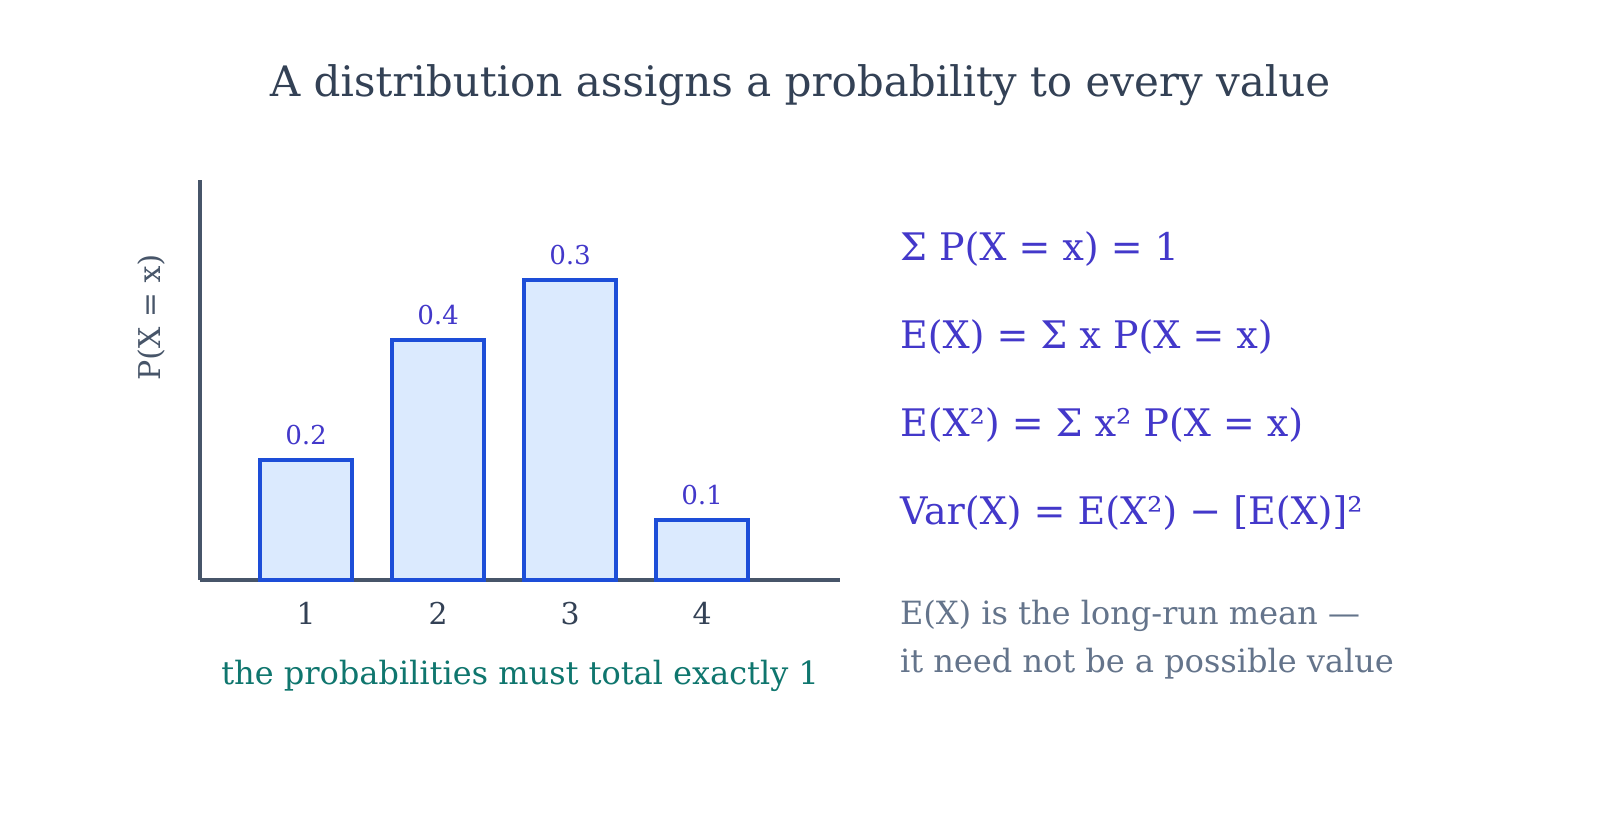 A distribution assigns a probability to every value
P(X = x)
0.2
0.4
0.3
0.1
1
2
3
4
the probabilities must total exactly 1
Σ P(X = x) = 1
E(X) = Σ x P(X = x)
E(X²) = Σ x² P(X = x)
Var(X) = E(X²) − [E(X)]²
E(X) is the long-run mean —
it need not be a possible value